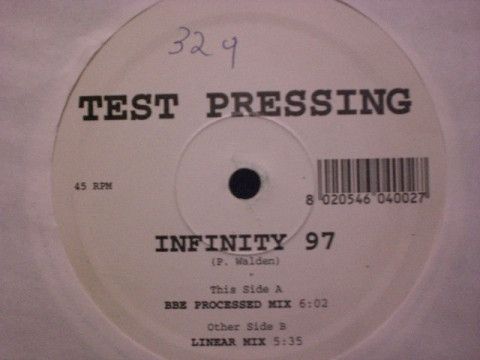 329
TEST PRESSING
45 RPM
8 020546 040027
INFINITY 97
(P. Walden)
This Side A
BBE PROCESSED MIX 6:02
Other Side B
LINEAR MIX 5:35